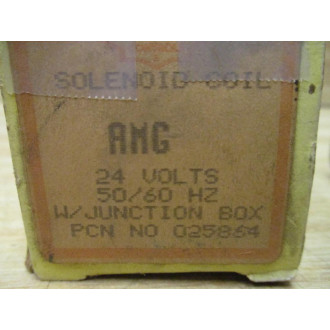 SOLENOID COIL
AMG
24 VOLTS
50/60 HZ
W/JUNCTION BOX
PCN NO 025864